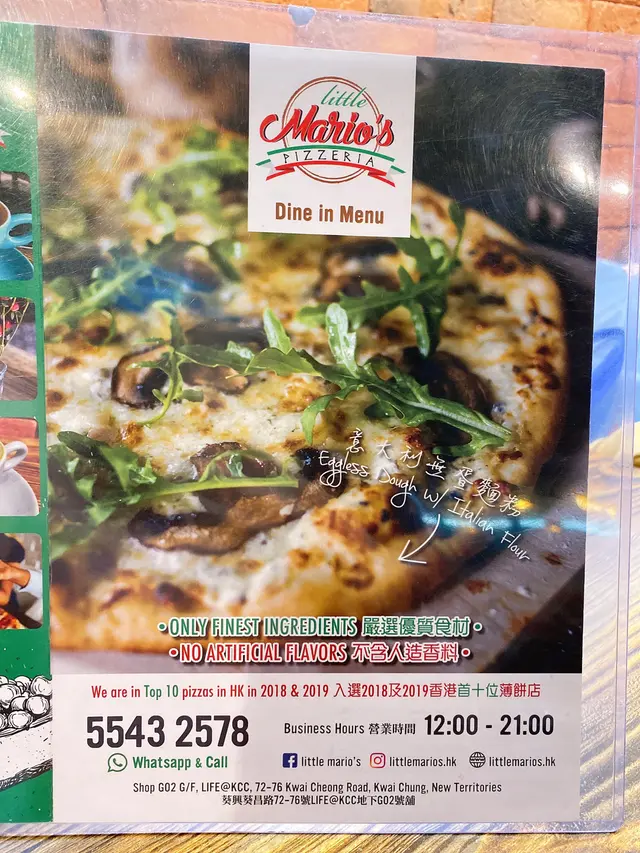 little
Mario's
PIZZERIA
Dine in Menu
意大利無蛋麵粉
Eggless Dough w/ Italian Flour
• ONLY FINEST INGREDIENTS 嚴選優質食材 •
• NO ARTIFICIAL FLAVORS 不含人造香料 •
We are in Top 10 pizzas in HK in 2018 & 2019 入選2018及2019香港首十位薄餅店
5543 2578
Whatsapp & Call
Business Hours 營業時間 12:00 - 21:00
little mario's littlemarios.hk littlemarios.hk
Shop G02 G/F, LIFE@KCC, 72-76 Kwai Cheong Road, Kwai Chung, New Territories
葵興葵昌路72-76號LIFE@KCC地下G02號舖